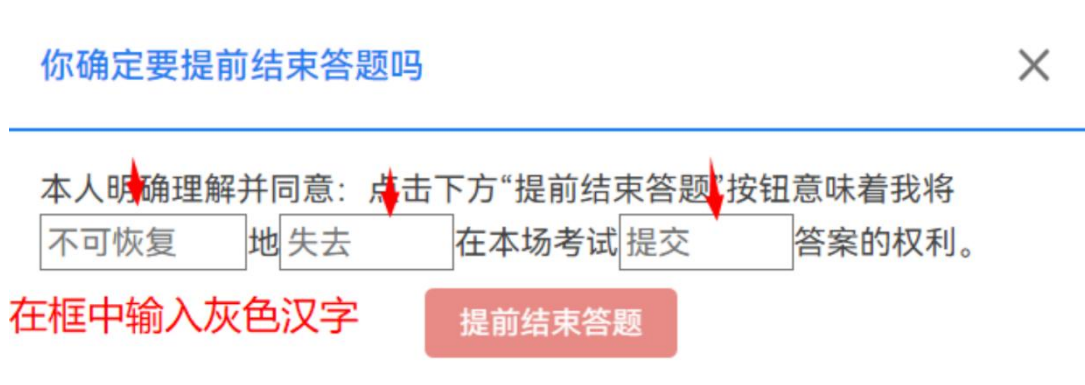 你确定要提前结束答题吗
本人明确理解并同意：点击下方“提前结束答题”按钮意味着我将
不可恢复 地 失去 在本场考试 提交 答案的权利。
在框中输入灰色汉字
提前结束答题